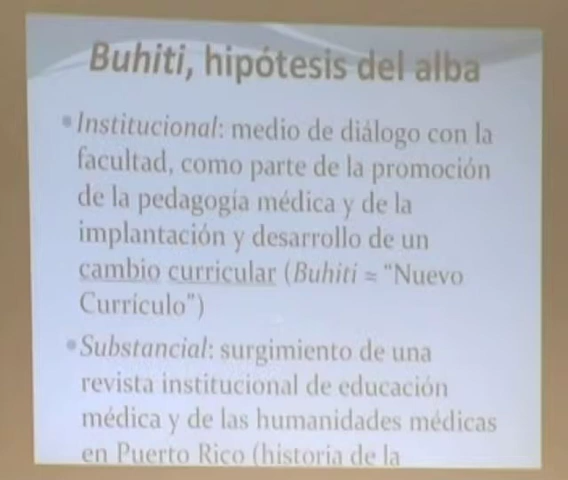 Buhiti, hipótesis del alba
• Institucional: medio de diálogo con la
facultad, como parte de la promoción
de la pedagogía médica y de la
implantación y desarrollo de un
cambio curricular (Buhiti ≈ "Nuevo
Currículo")
• Substancial: surgimiento de una
revista institucional de educación
médica y de las humanidades médicas
en Puerto Rico (historia de la